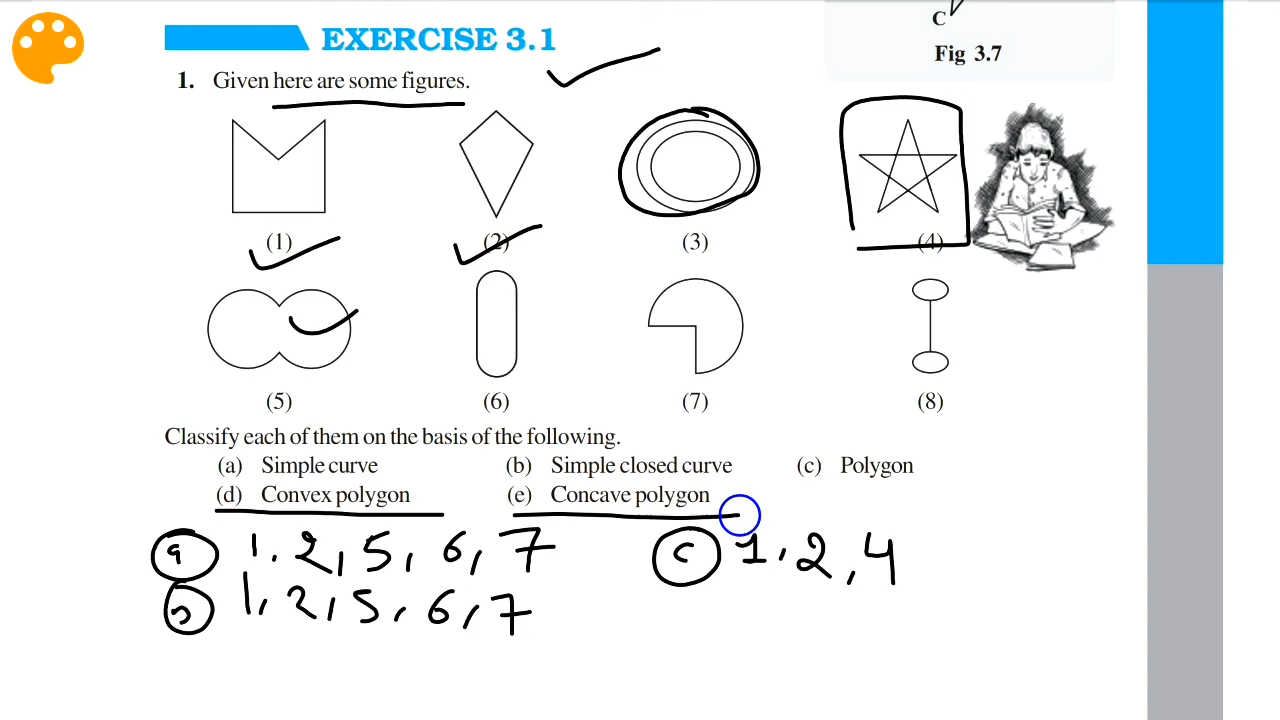 C
Fig 3.7
EXERCISE 3.1
1. Given here are some figures.
(1) (2) (3) (4)
(5) (6) (7) (8)
Classify each of them on the basis of the following.
(a) Simple curve (b) Simple closed curve (c) Polygon
(d) Convex polygon (e) Concave polygon
a 1, 2, 5, 6, 7 c 1, 2, 4
b 1, 2, 5, 6, 7